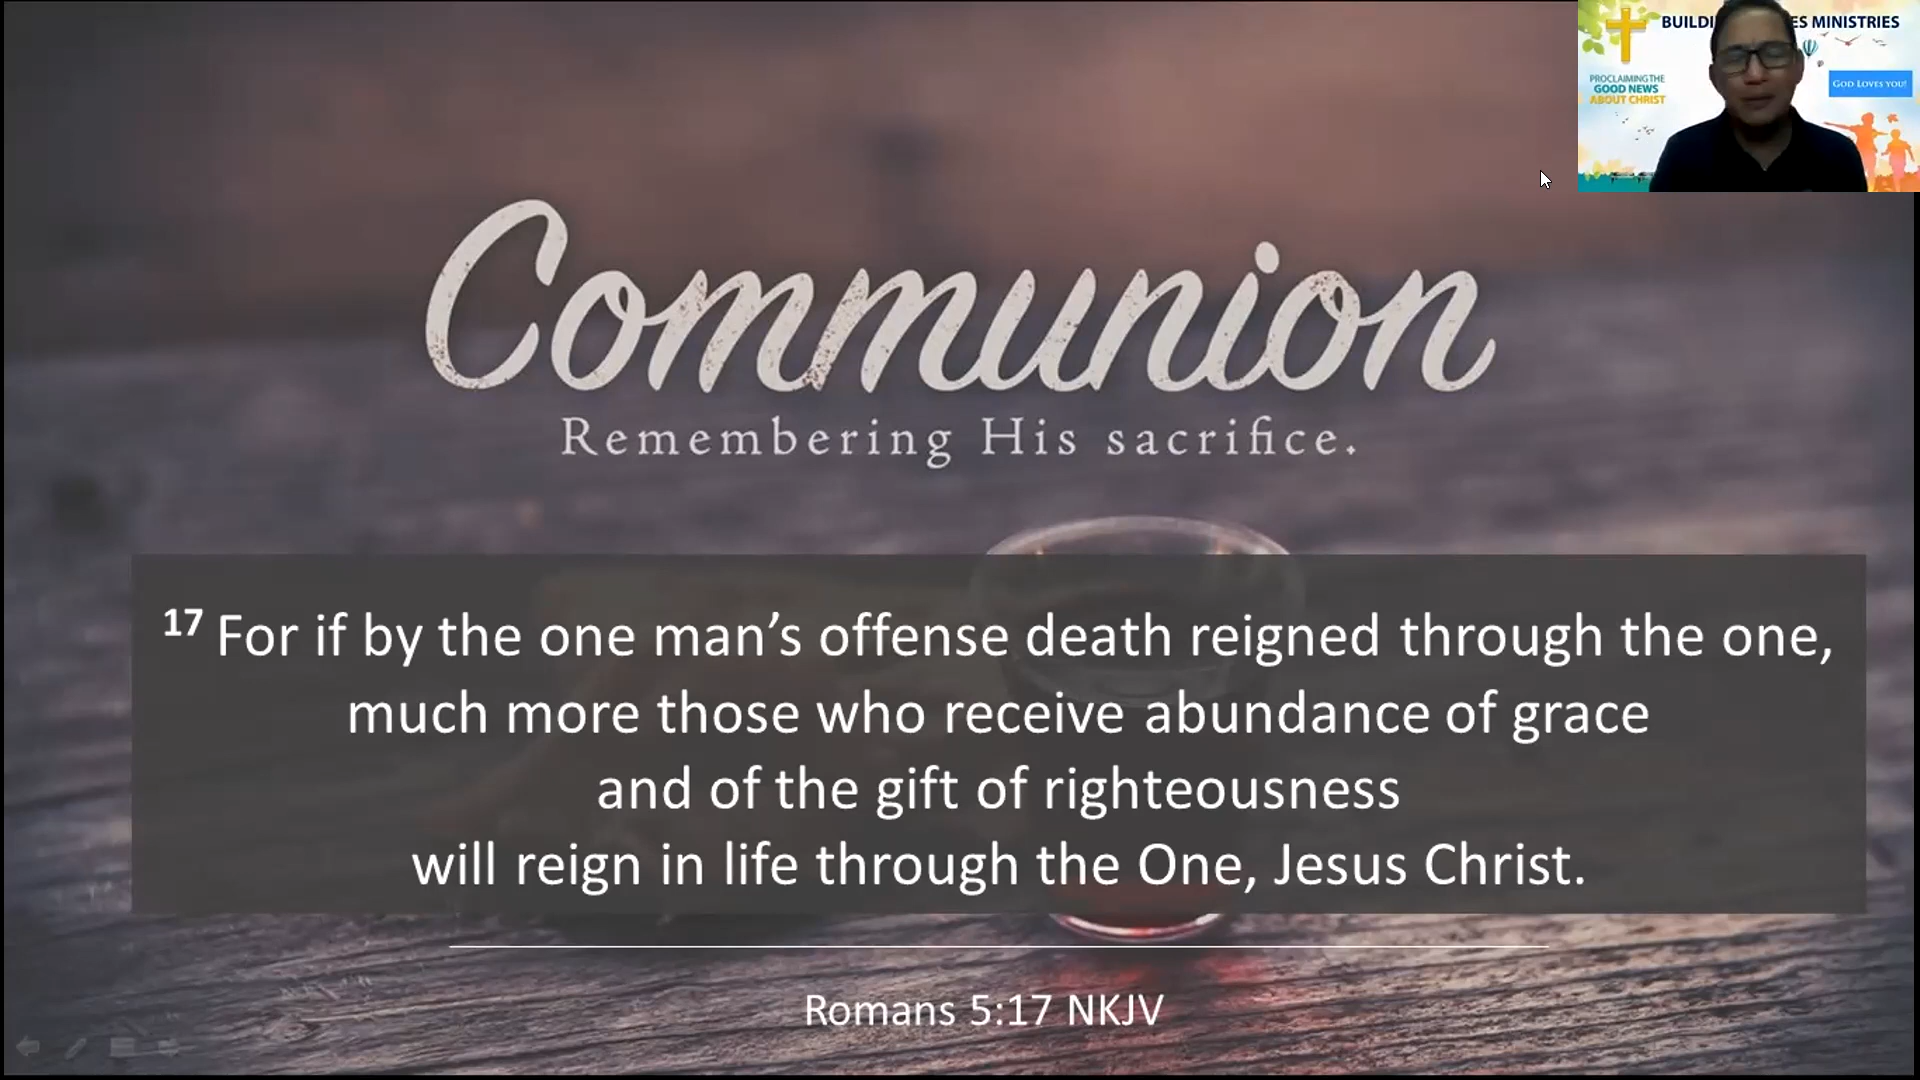 BUILDI ES MINISTRIES
PROCLAIMING THE
GOOD NEWS
ABOUT CHRIST
GOD LOVES YOU!
Communion
Remembering His sacrifice.
17 For if by the one man’s offense death reigned through the one,
much more those who receive abundance of grace
and of the gift of righteousness
will reign in life through the One, Jesus Christ.
Romans 5:17 NKJV